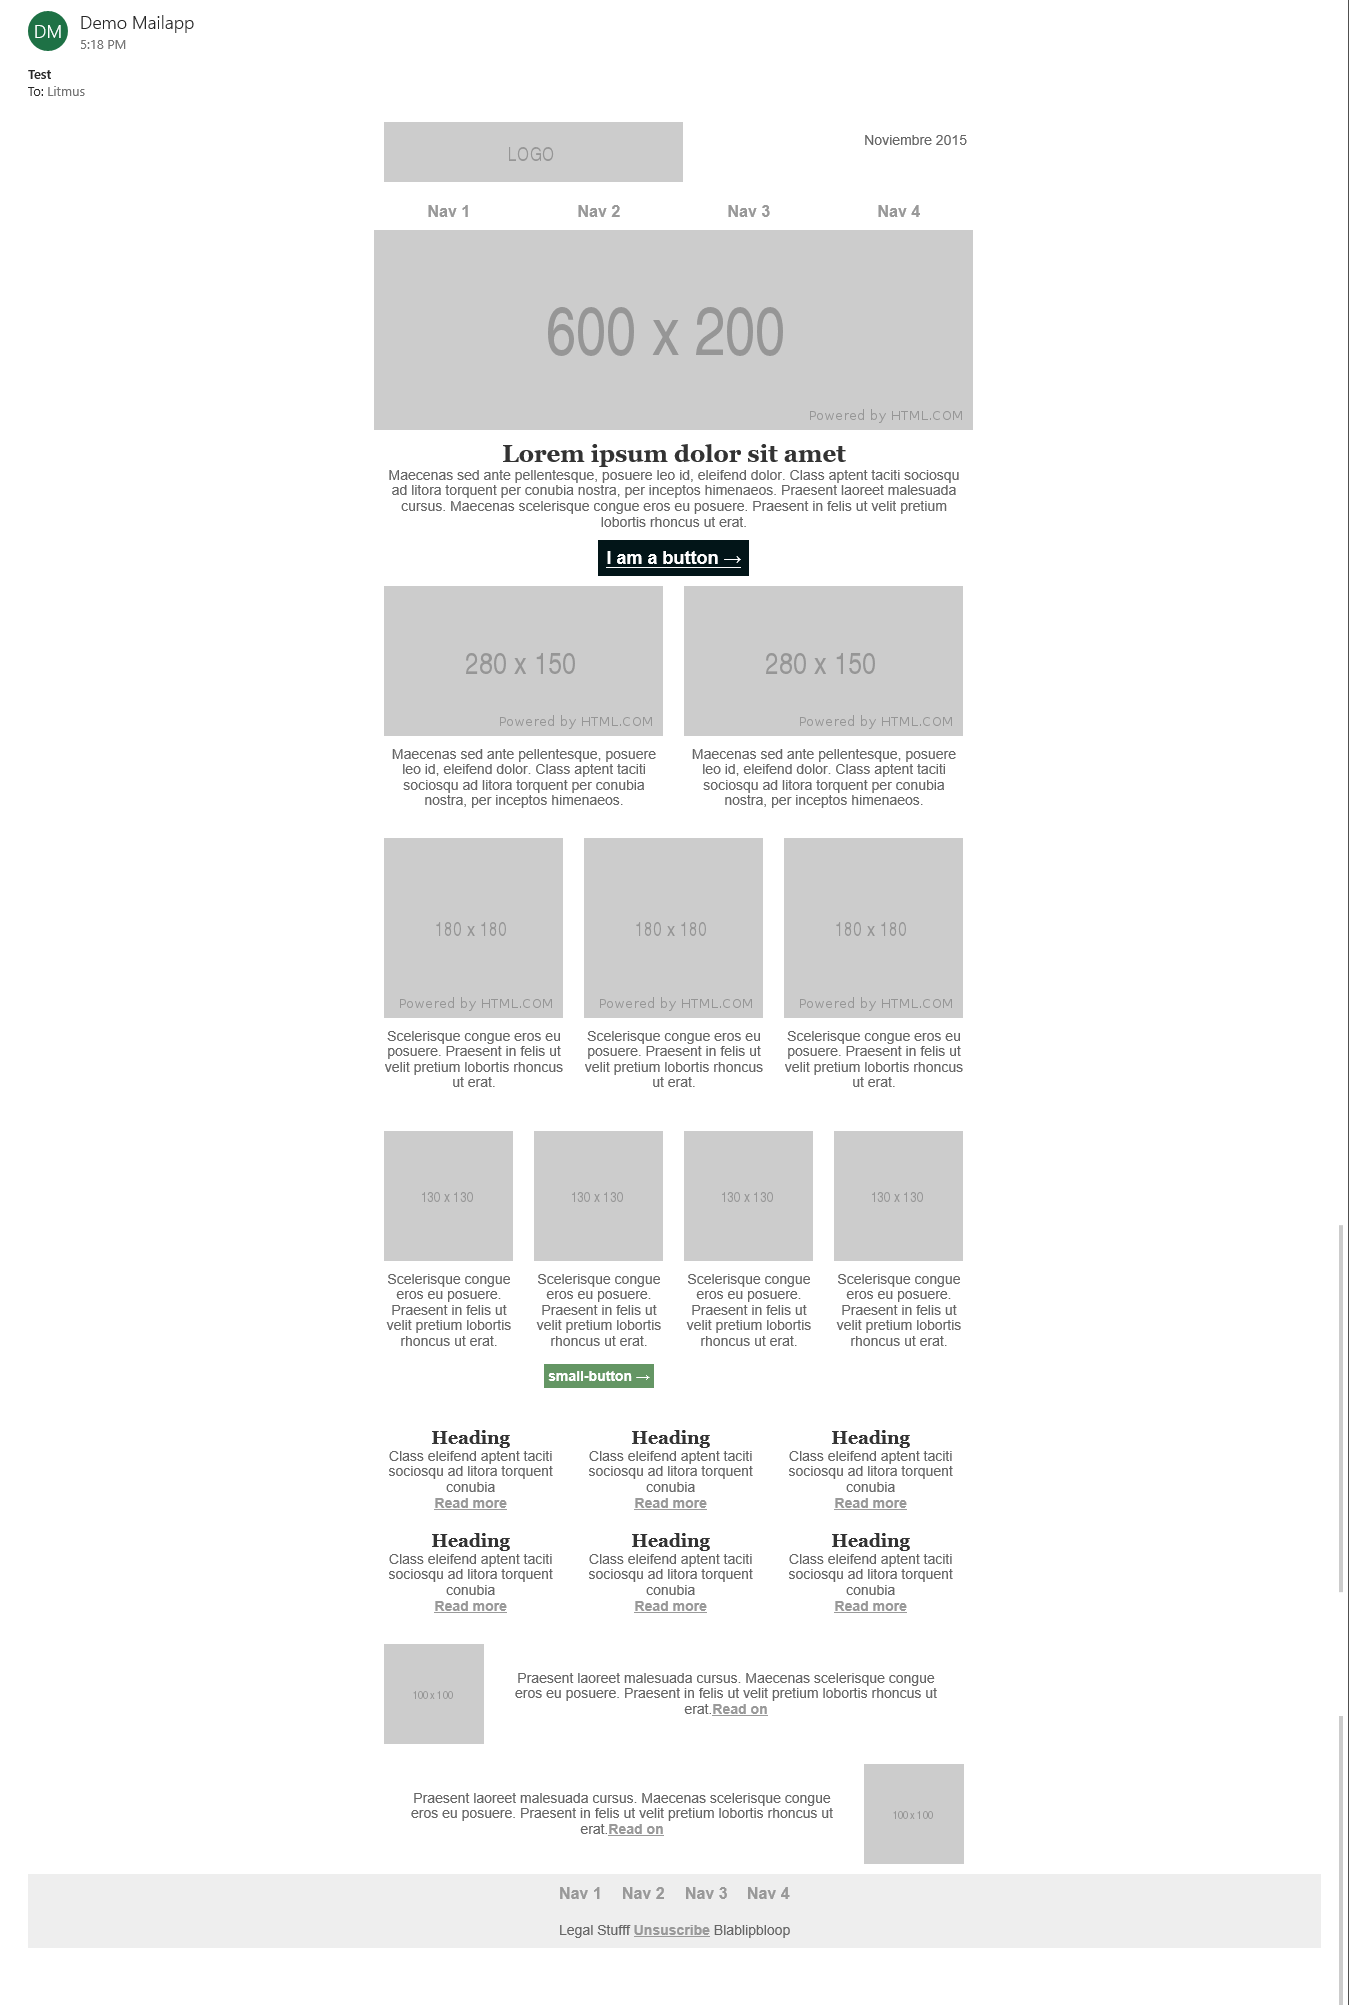 DM
Demo Mailapp
5:18 PM
Test
To: Litmus
LOGO
Noviembre 2015
Nav 1 Nav 2 Nav 3 Nav 4
600 x 200
Powered by HTML.COM
Lorem ipsum dolor sit amet
Maecenas sed ante pellentesque, posuere leo id, eleifend dolor. Class aptent taciti sociosqu
ad litora torquent per conubia nostra, per inceptos himenaeos. Praesent laoreet malesuada
cursus. Maecenas scelerisque congue eros eu posuere. Praesent in felis ut velit pretium
lobortis rhoncus ut erat.
I am a button →
280 x 150
Powered by HTML.COM
Maecenas sed ante pellentesque, posuere
leo id, eleifend dolor. Class aptent taciti
sociosqu ad litora torquent per conubia
nostra, per inceptos himenaeos.
280 x 150
Powered by HTML.COM
Maecenas sed ante pellentesque, posuere
leo id, eleifend dolor. Class aptent taciti
sociosqu ad litora torquent per conubia
nostra, per inceptos himenaeos.
180 x 180
Powered by HTML.COM
Scelerisque congue eros eu
posuere. Praesent in felis ut
velit pretium lobortis rhoncus
ut erat.
180 x 180
Powered by HTML.COM
Scelerisque congue eros eu
posuere. Praesent in felis ut
velit pretium lobortis rhoncus
ut erat.
180 x 180
Powered by HTML.COM
Scelerisque congue eros eu
posuere. Praesent in felis ut
velit pretium lobortis rhoncus
ut erat.
130 x 130
Scelerisque congue
eros eu posuere.
Praesent in felis ut
velit pretium lobortis
rhoncus ut erat.
130 x 130
Scelerisque congue
eros eu posuere.
Praesent in felis ut
velit pretium lobortis
rhoncus ut erat.
small-button →
130 x 130
Scelerisque congue
eros eu posuere.
Praesent in felis ut
velit pretium lobortis
rhoncus ut erat.
130 x 130
Scelerisque congue
eros eu posuere.
Praesent in felis ut
velit pretium lobortis
rhoncus ut erat.
Heading
Class eleifend aptent taciti
sociosqu ad litora torquent
conubia
Read more
Heading
Class eleifend aptent taciti
sociosqu ad litora torquent
conubia
Read more
Heading
Class eleifend aptent taciti
sociosqu ad litora torquent
conubia
Read more
Heading
Class eleifend aptent taciti
sociosqu ad litora torquent
conubia
Read more
Heading
Class eleifend aptent taciti
sociosqu ad litora torquent
conubia
Read more
Heading
Class eleifend aptent taciti
sociosqu ad litora torquent
conubia
Read more
100 x 100
Praesent laoreet malesuada cursus. Maecenas scelerisque congue
eros eu posuere. Praesent in felis ut velit pretium lobortis rhoncus ut
erat.Read on
Praesent laoreet malesuada cursus. Maecenas scelerisque congue
eros eu posuere. Praesent in felis ut velit pretium lobortis rhoncus ut
erat.Read on
100 x 100
Nav 1 Nav 2 Nav 3 Nav 4
Legal Stufff Unsuscribe Blablipbloop